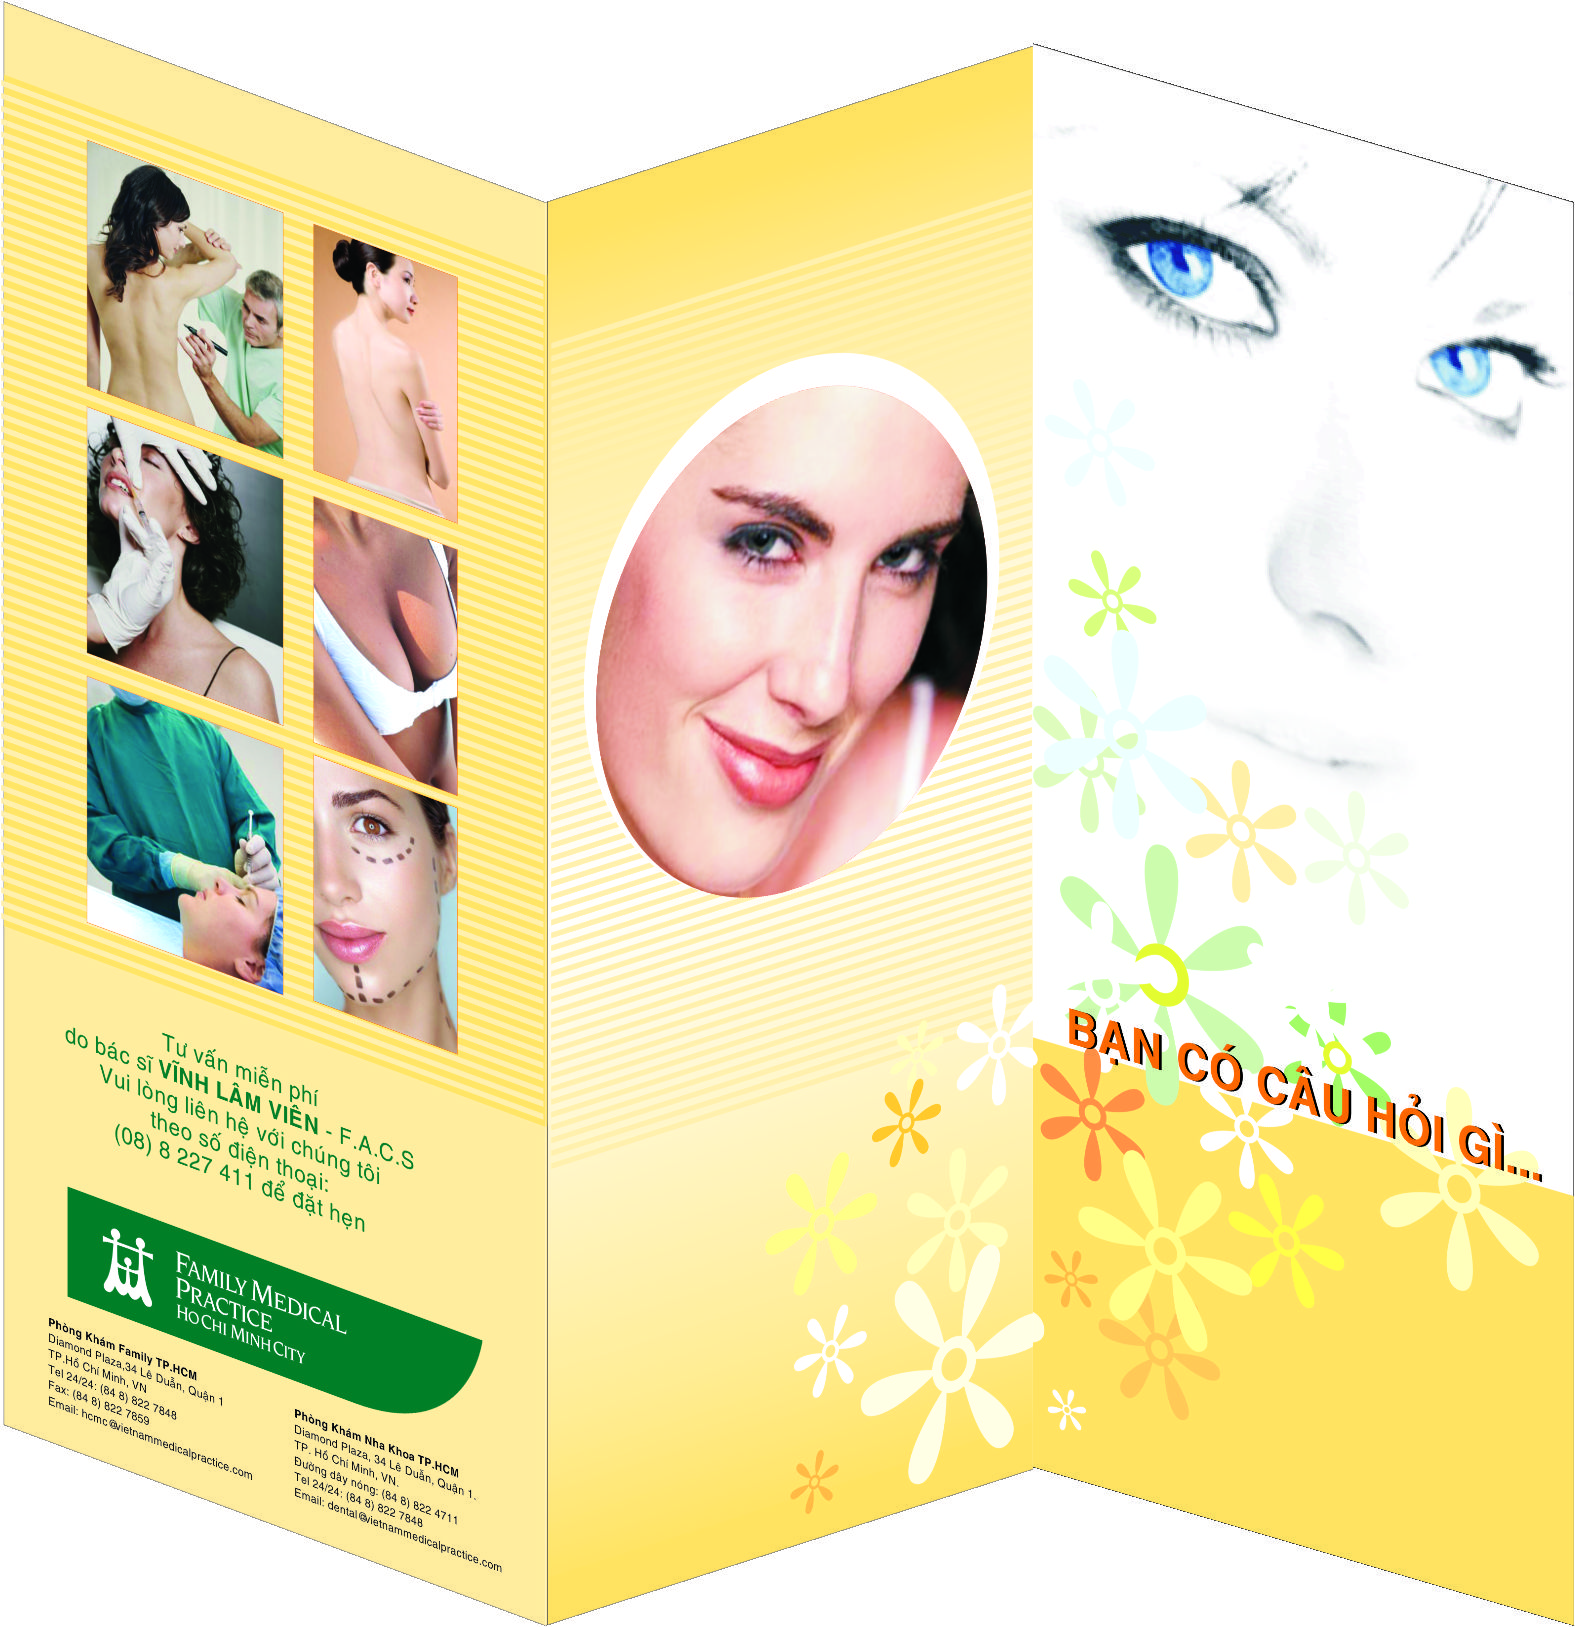 Tư vấn miễn phí
do bác sĩ VĨNH LÂM VIÊN - F.A.C.S
Vui lòng liên hệ với chúng tôi
theo số điện thoại:
(08) 8 227 411 để đặt hẹn
FAMILY MEDICAL
PRACTICE
HO CHI MINH CITY
Phòng Khám Family TP.HCM
Diamond Plaza,34 Lê Duẫn, Quận 1
TP.Hồ Chí Minh, VN
Tel 24/24: (84 8) 822 7848
Fax: (84 8) 822 7859
Email: hcmc@vietnammedicalpractice.com
Phòng Khám Nha Khoa TP.HCM
Diamond Plaza, 34 Lê Duẫn, Quận 1.
TP. Hồ Chí Minh, VN.
Đường dây nóng: (84 8) 822 4711
Tel 24/24: (84 8) 822 7848
Email: dental@vietnammedicalpractice.com
BẠN CÓ CÂU HỎI GÌ...